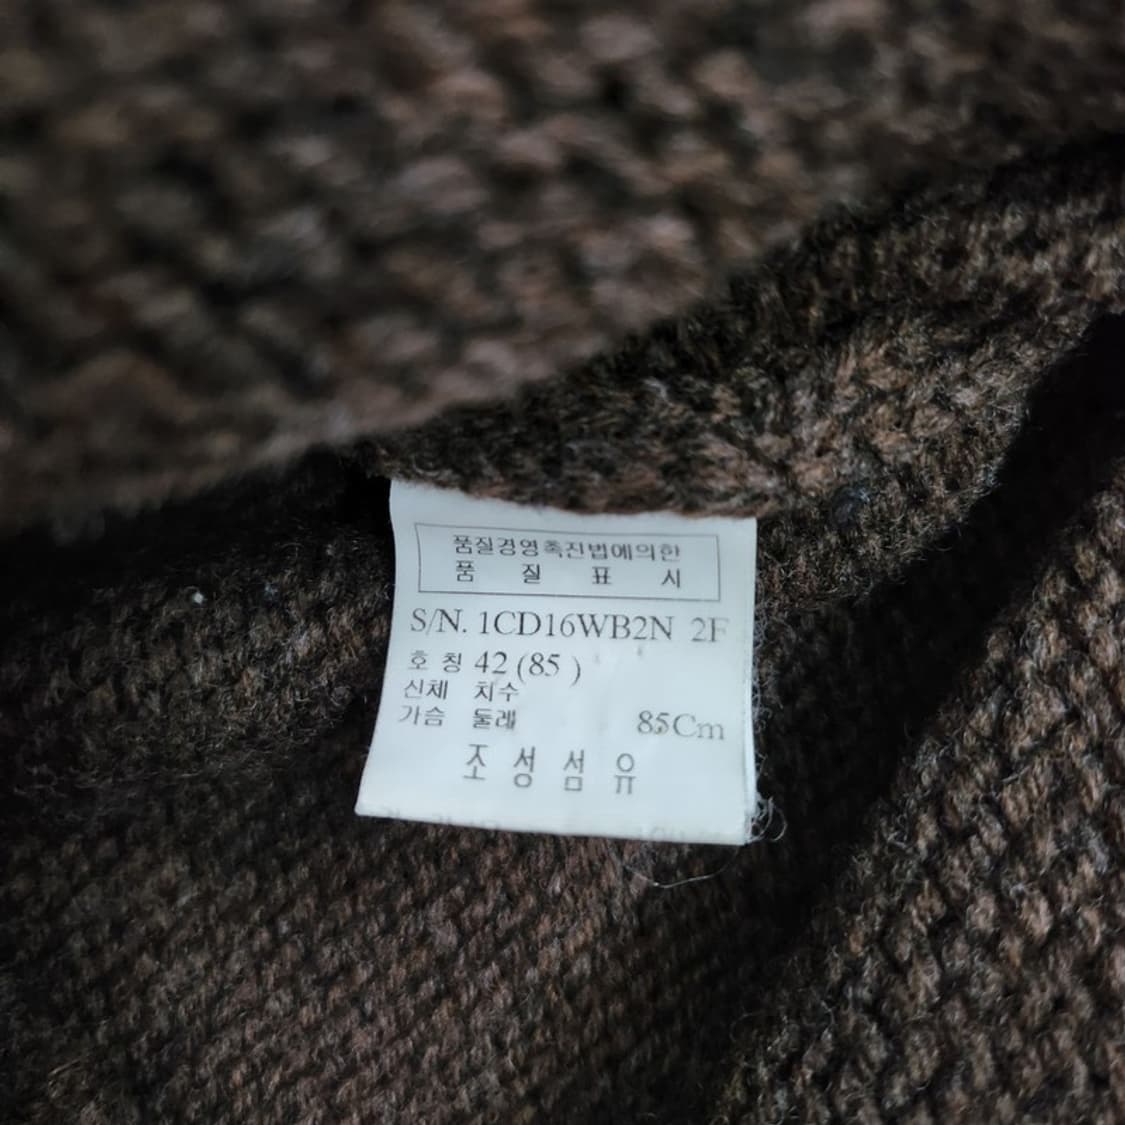 품질경영촉진법에의한
품 질 표 시
S/N. 1CD16WB2N 2F
호 칭 42 (85 )
신체 치수
가슴 둘레 85Cm
조 성 섬 유